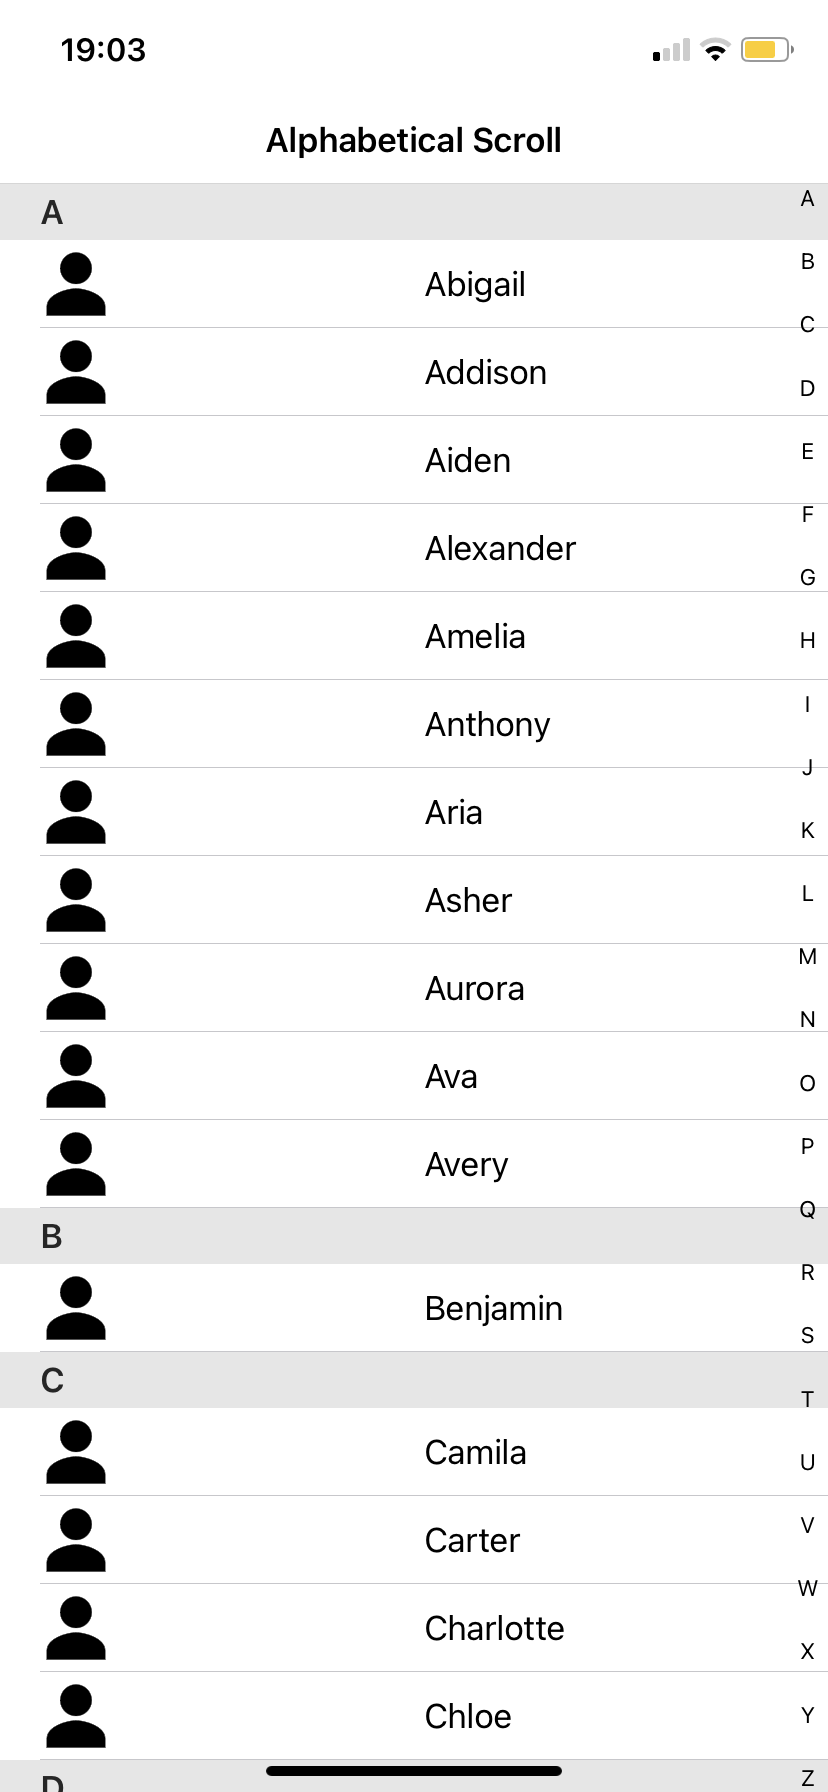 19:03
Alphabetical Scroll
A
Abigail
Addison
Aiden
Alexander
Amelia
Anthony
Aria
Asher
Aurora
Ava
Avery
B
Benjamin
C
Camila
Carter
Charlotte
Chloe
D
A
B
C
D
E
F
G
H
I
J
K
L
M
N
O
P
Q
R
S
T
U
V
W
X
Y
Z